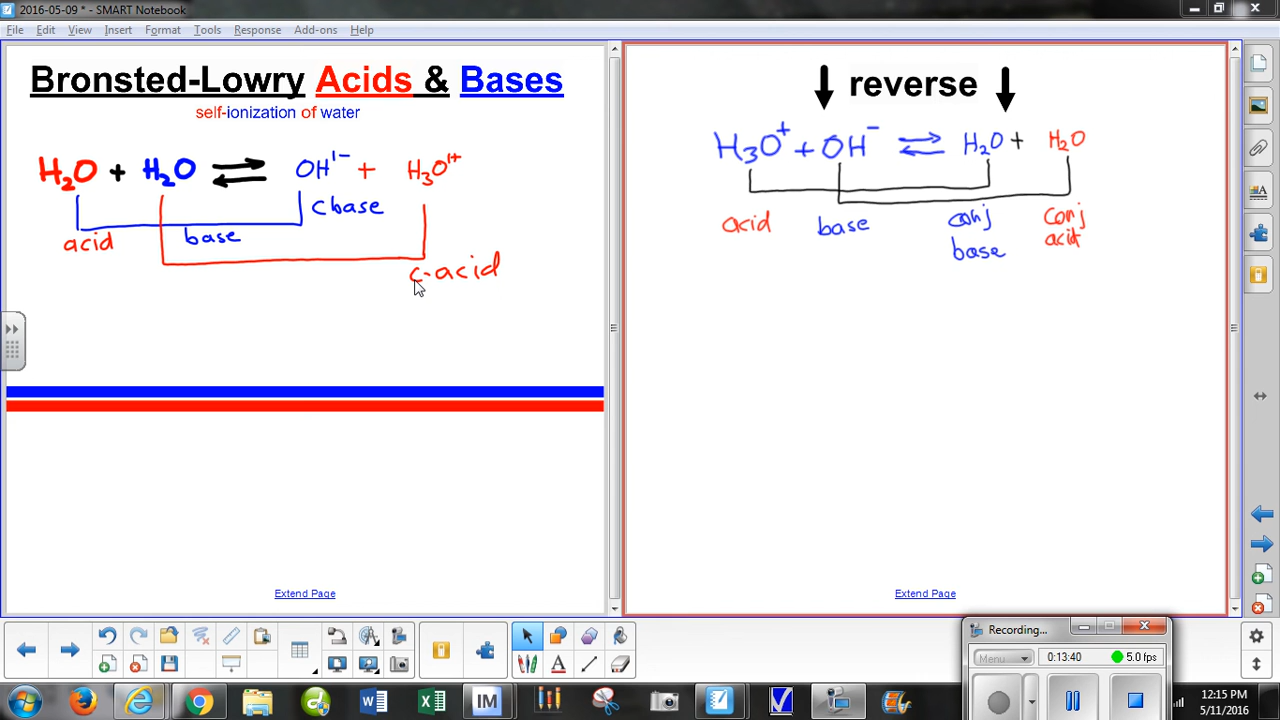 2016-05-09 * - SMART Notebook
File Edit View Insert Format Tools Response Add-ons Help
Bronsted-Lowry Acids & Bases
self-ionization of water
H₂O + H₂O ⇌ OH¹⁻ + H₃O¹⁺
cbase
acid base
c-acid
Extend Page
↓ reverse ↓
H₃O⁺ + OH⁻ ⇌ H₂O + H₂O
acid base conj base conj acid
Extend Page
Recording...
Menu 0:13:40 5.0 fps
IM
12:15 PM
5/11/2016